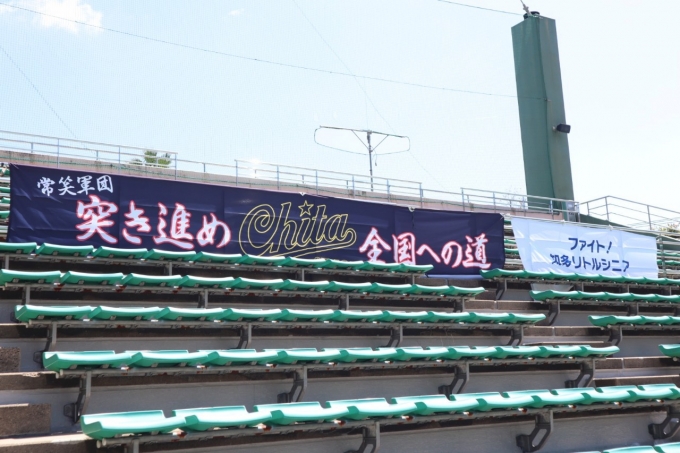 常笑軍団
突き進め Chita 全国への道
ファイト!
知多リトルシニア